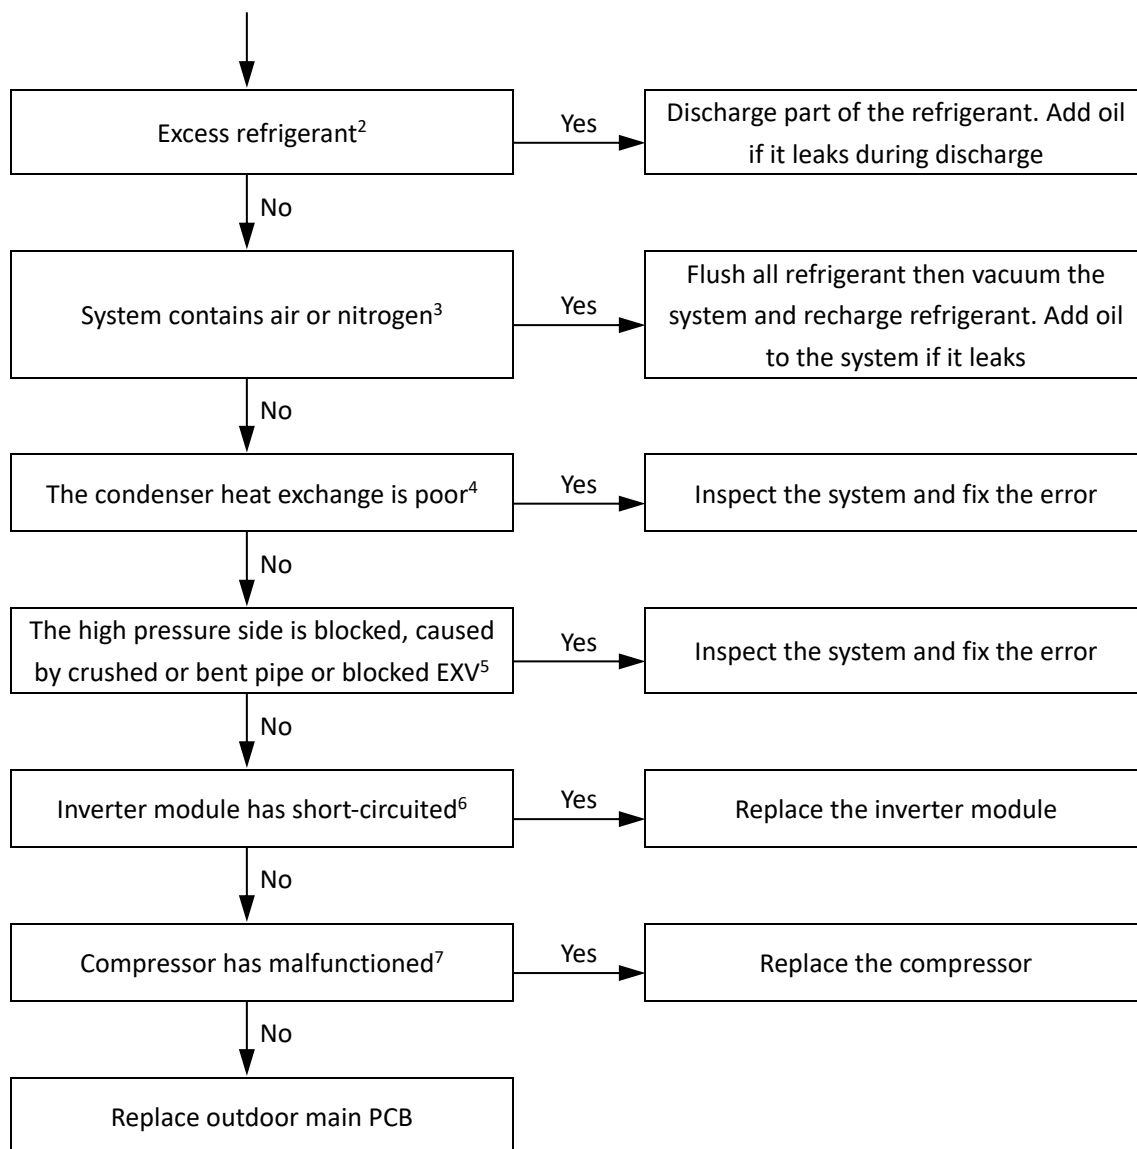 Excess refrigerant²
Yes
Discharge part of the refrigerant. Add oil
if it leaks during discharge
No
System contains air or nitrogen³
Yes
Flush all refrigerant then vacuum the
system and recharge refrigerant. Add oil
to the system if it leaks
No
The condenser heat exchange is poor⁴
Yes
Inspect the system and fix the error
No
The high pressure side is blocked, caused
by crushed or bent pipe or blocked EXV⁵
Yes
Inspect the system and fix the error
No
Inverter module has short-circuited⁶
Yes
Replace the inverter module
No
Compressor has malfunctioned⁷
Yes
Replace the compressor
No
Replace outdoor main PCB